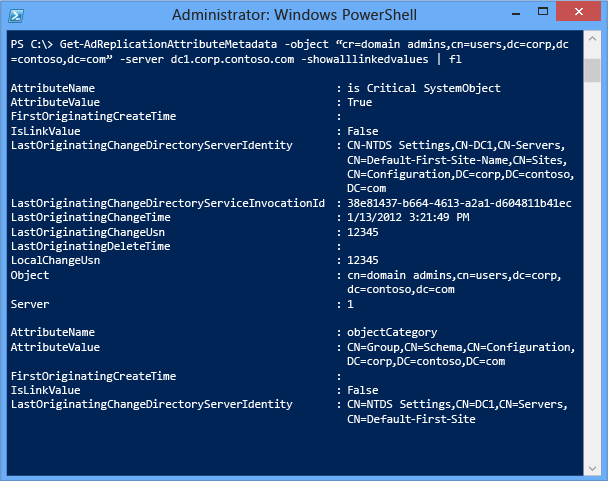 Administrator: Windows PowerShell
PS C:\> Get-AdReplicationAttributeMetadata -object “cr=domain admins,cn=users,dc=corp,dc
=contoso,dc=com” -server dc1.corp.contoso.com -showalllinkedvalues | fl
AttributeName : is Critical SystemObject
AttributeValue : True
FirstOriginatingCreateTime :
IsLinkValue : False
LastOriginatingChangeDirectoryServerIdentity : CN-NTDS Settings,CN-DC1,CN-Servers,
CN=Default-First-Site-Name,CN=Sites,
CN=Configuration,DC=corp,DC=contoso,
DC=com
LastOriginatingChangeDirectoryServiceInvocationId : 38e81437-b664-4613-a2a1-d604811b41ec
LastOriginatingChangeTime : 1/13/2012 3:21:49 PM
LastOriginatingChangeUsn : 12345
LastOriginatingDeleteTime :
LocalChangeUsn : 12345
Object : cn=domain admins,cn=users,dc=corp,
dc=contoso,dc=com
Server : 1
AttributeName : objectCategory
AttributeValue : CN=Group,CN=Schema,CN=Configuration,
DC=corp,DC=contoso,DC=com
FirstOriginatingCreateTime :
IsLinkValue : False
LastOriginatingChangeDirectoryServerIdentity : CN=NTDS Settings,CN=DC1,CN=Servers,
CN=Default-First-Site